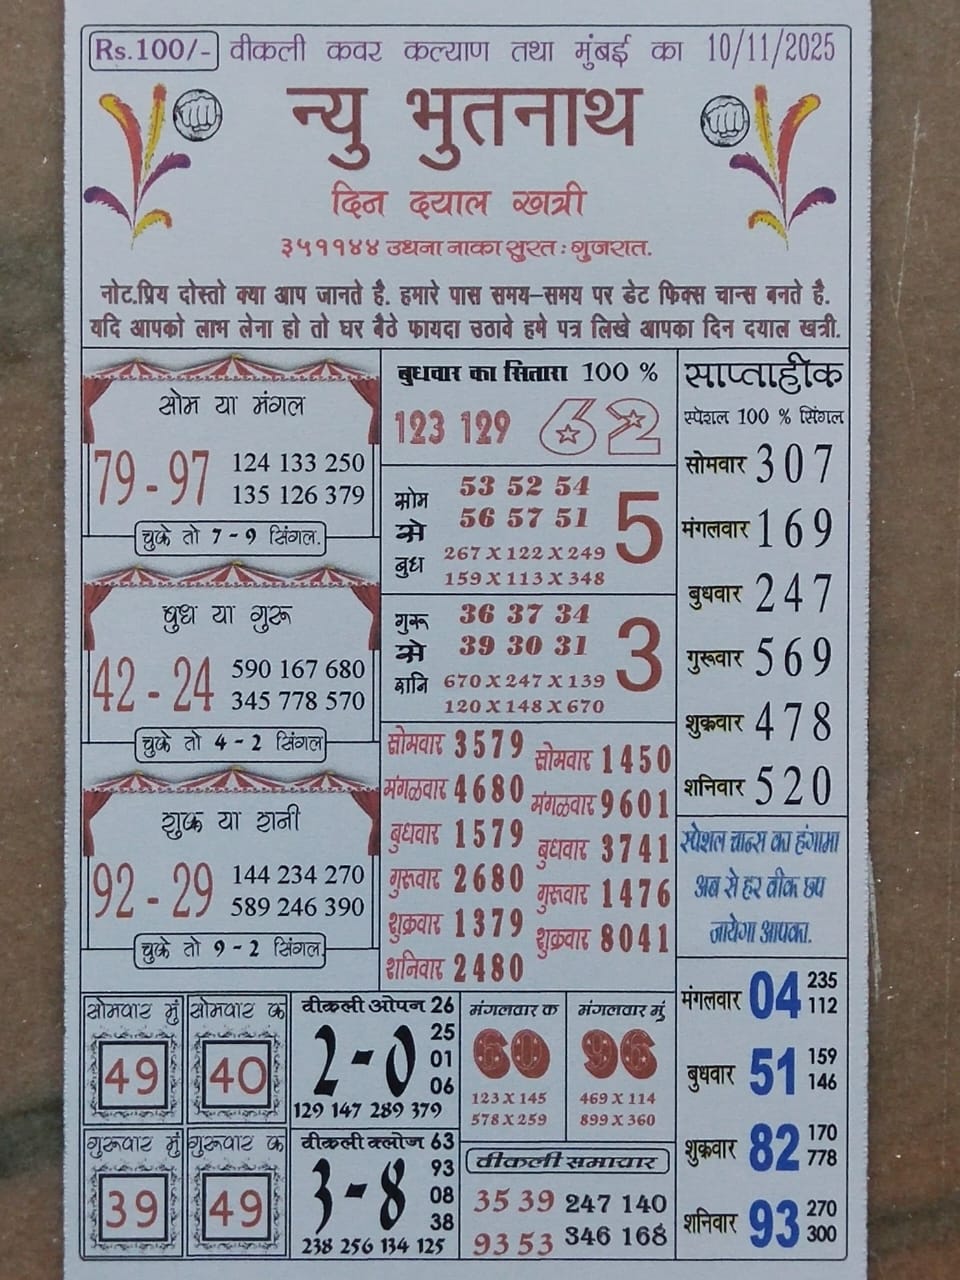 Rs.100/- वीकली कवर कल्याण तथा मुंबई का 10/11/2025
न्यु भुतनाथ
दिन दयाल खत्री
३५११४४ उधना नाका सुरत : गुजरात.
नोट.प्रिय दोस्तो क्या आप जानते है. हमारे पास समय-समय पर डेट फिक्स चान्स बनते है.
यदि आपको लाभ लेना हो तो घर बैठे फायदा उठावे हमे पत्र लिखे आपका दिन दयाल खत्री.
सोम या मंगल
79 - 97
124 133 250
135 126 379
चुके तो 7 - 9 सिंगल.
बुध या गुरू
42 - 24
590 167 680
345 778 570
चुके तो 4 - 2 सिंगल
शुक्र या शनी
92 - 29
144 234 270
589 246 390
चुके तो 9 - 2 सिंगल.
बुधवार का सितारा 100 %
123 129 62
सोम से बुध
53 52 54
56 57 51
267 X 122 X 249
159 X 113 X 348
5
गुरू से शनि
36 37 34
39 30 31
670 X 247 X 139
120 X 148 X 670
3
सोमवार 3579
मंगळवार 4680
बुधवार 1579
गुरूवार 2680
शुक्रवार 1379
शनिवार 2480
सोमवार 1450
मंगळवार 9601
बुधवार 3741
गुरूवार 1476
शुक्रवार 8041
साप्ताहीक
स्पेशल 100 % सिंगल
सोमवार 307
मंगलवार 169
बुधवार 247
गुरूवार 569
शुक्रवार 478
शनिवार 520
स्पेशल चान्स का हंगामा
अब से हर वीक छप
जायेगा आपका.
मंगलवार 04 235 112
बुधवार 51 159 146
शुक्रवार 82 170 778
शनिवार 93 270 300
सोमवार मुं
49
सोमवार क
40
गुरूवार मुं
39
गुरूवार क
49
वीकली ओपन 26
2-0
25
01
06
129 147 289 379
वीकली क्लोज 63
3-8
93
08
38
238 256 134 125
मंगलवार क
60
123 X 145
578 X 259
मंगलवार मुं
96
469 X 114
899 X 360
वीकली समाचार
35 39 247 140
93 53 346 168